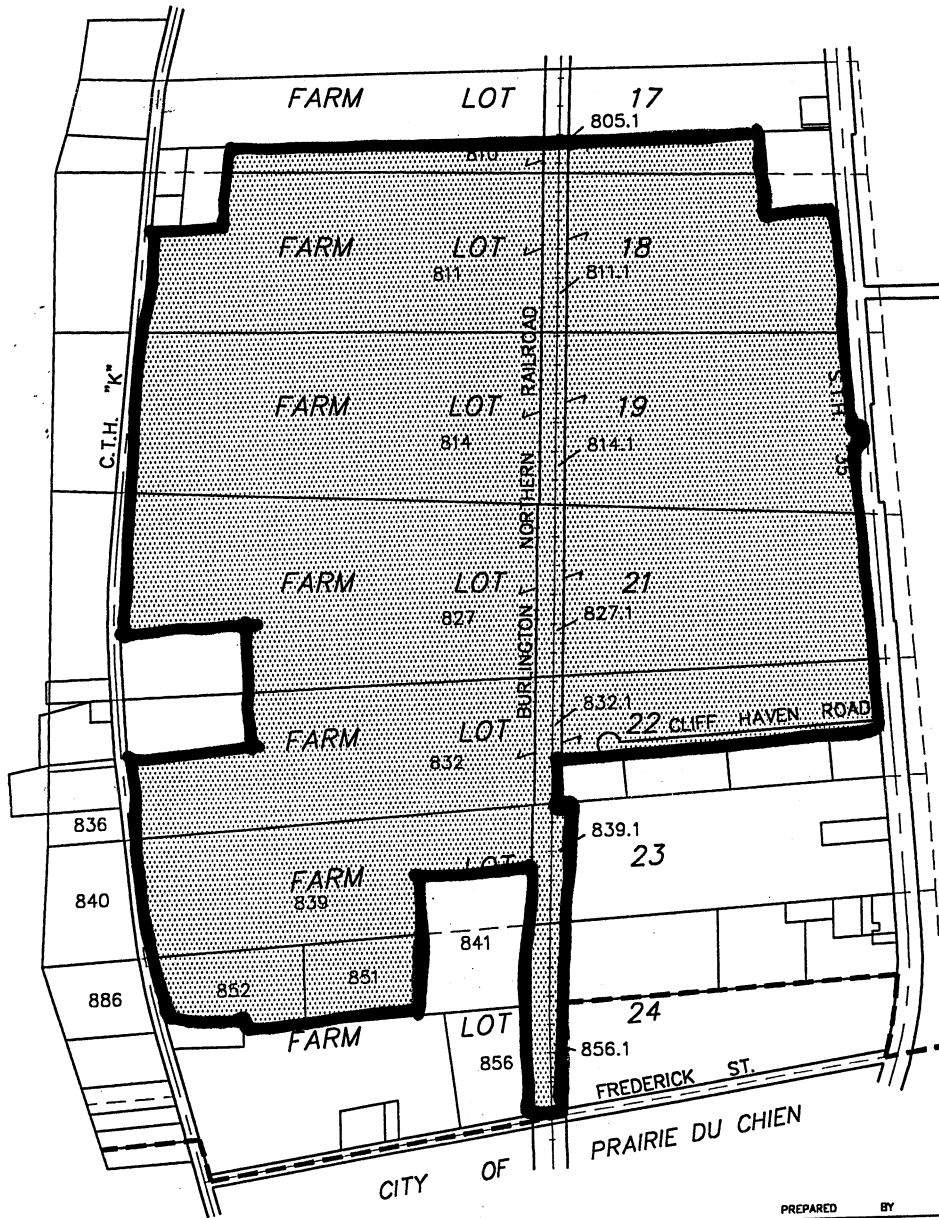 FARM LOT 17
805.1
810
FARM LOT 18
811
811.1
C.T.H. "K"
BURLINGTON NORTHERN RAILROAD
FARM LOT 19
814
814.1
S.T.H. 35
FARM LOT 21
827
827.1
832.1
FARM LOT 22 CLIFF HAVEN ROAD
832
836
839.1
FARM LOT 23
839
840
841
852
851
886
FARM LOT 24
856
856.1
FREDERICK ST.
CITY OF PRAIRIE DU CHIEN
PREPARED BY